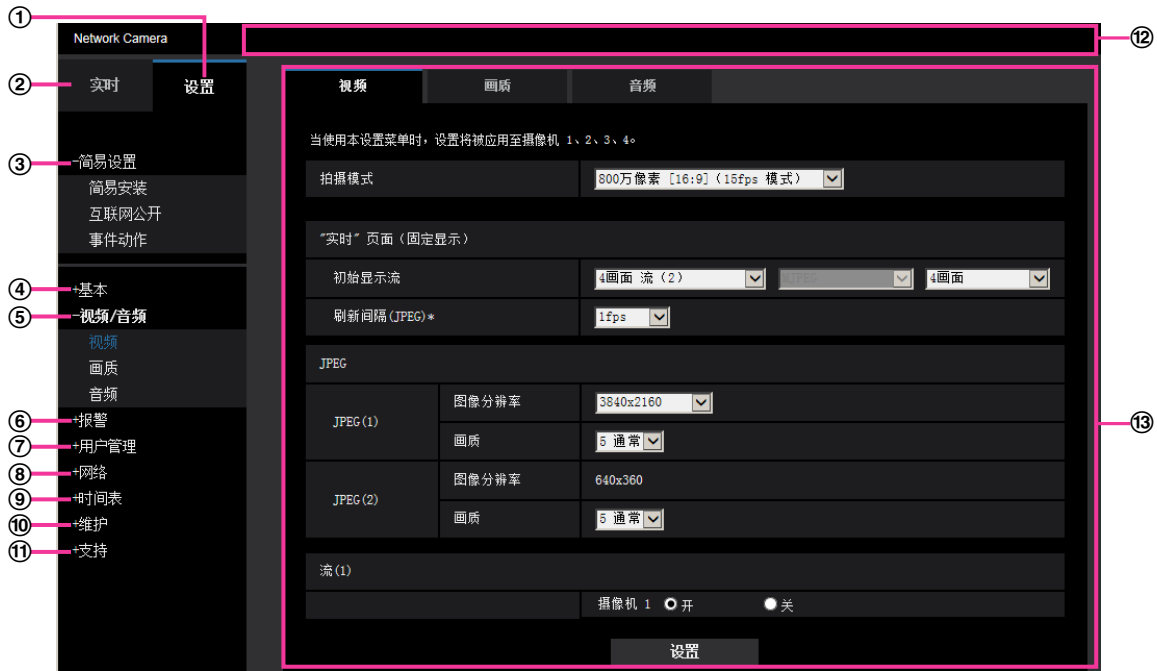 ①
⑫
Network Camera
② 实时 设置
视频 画质 音频
当使用本设置菜单时，设置将被应用至摄像机 1、2、3、4。
③ -简易设置
简易安装
互联网公开
事件动作
拍摄模式 800万像素 [16:9]（15fps 模式）
"实时" 页面（固定显示）
④ +基本
初始显示流 4画面 流（2） MJPEG 4画面
⑤ -视频/音频
刷新间隔(JPEG)* 1fps
视频
画质
音频
JPEG
JPEG(1) 图像分辨率 3840x2160
画质 5 通常
⑥ +报警
⑬
⑦ +用户管理
⑧ +网络
JPEG(2) 图像分辨率 640x360
画质 5 通常
⑨ +时间表
⑩ +维护
⑪ +支持
流(1)
摄像机 1 开 关
设置